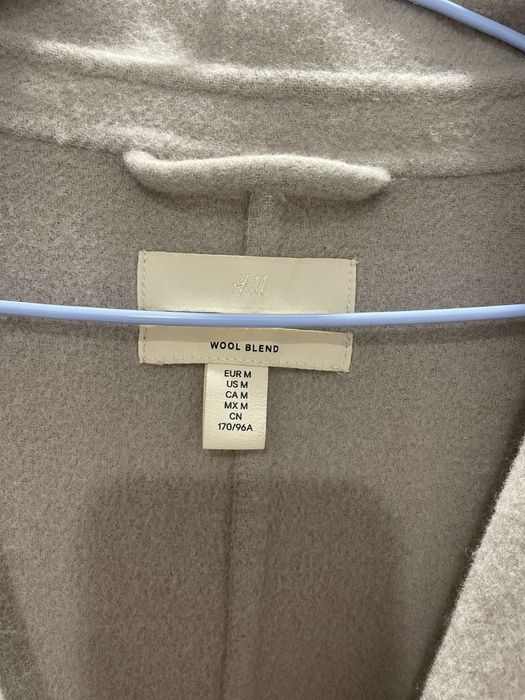 H&M
WOOL BLEND
EUR M
US M
CA M
MX M
CN
170/96A